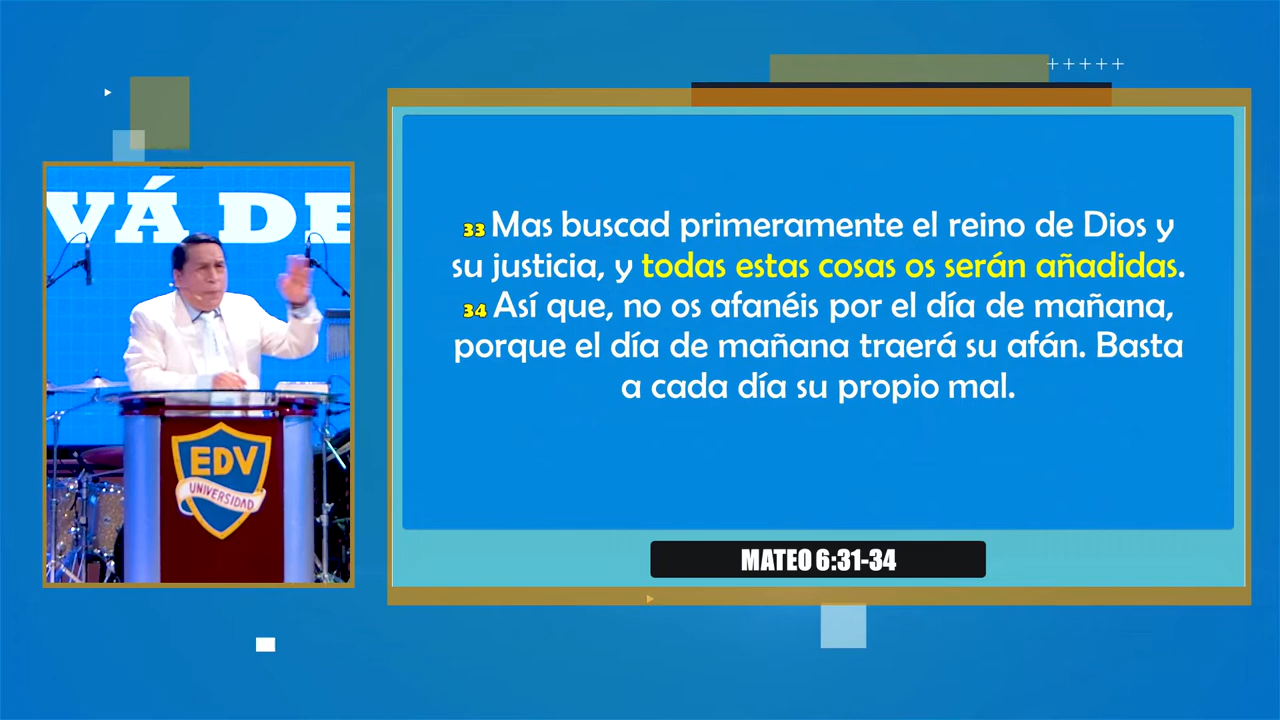 VÁ DE
EDV
UNIVERSIDAD
33 Mas buscad primeramente el reino de Dios y
su justicia, y todas estas cosas os serán añadidas.
34 Así que, no os afanéis por el día de mañana,
porque el día de mañana traerá su afán. Basta
a cada día su propio mal.
MATEO 6:31-34